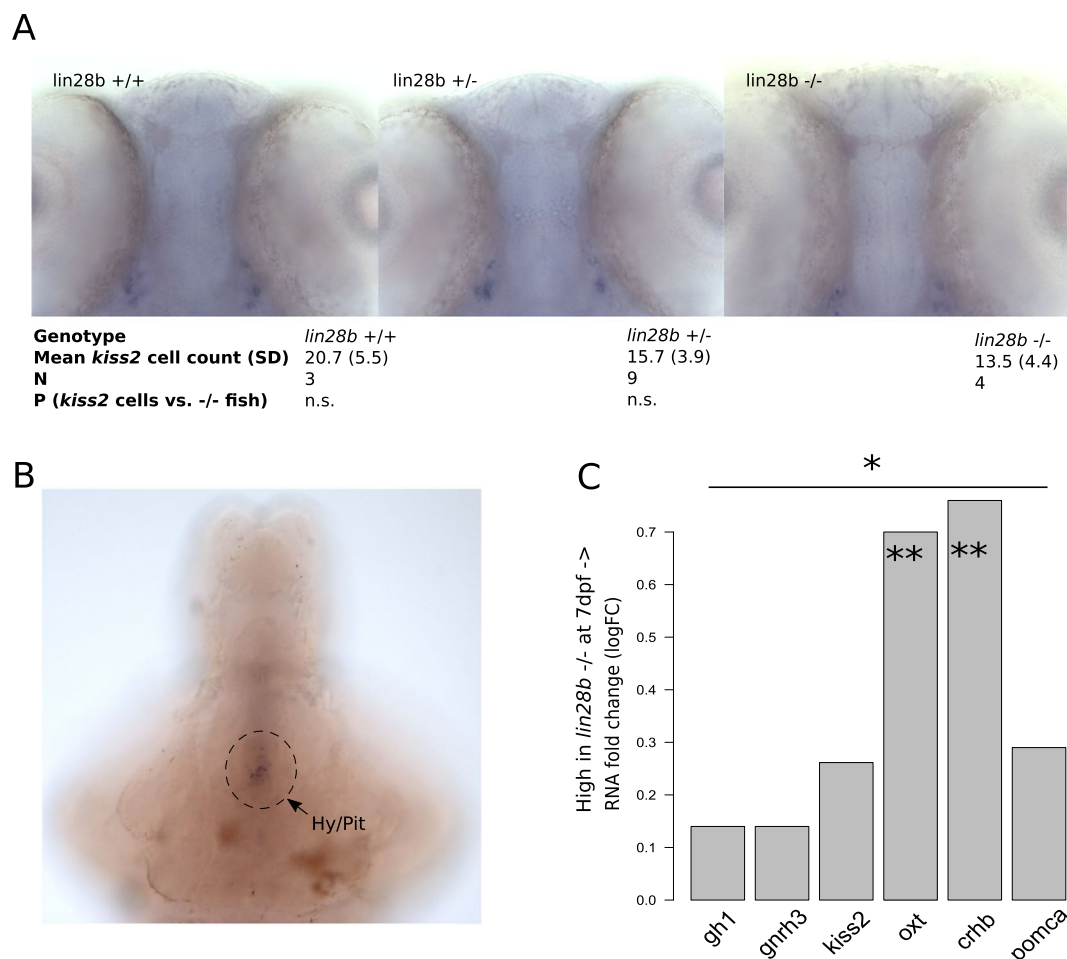 A
lin28b +/+
lin28b +/-
lin28b -/-
Genotype lin28b +/+ lin28b +/- lin28b -/-
Mean kiss2 cell count (SD) 20.7 (5.5) 15.7 (3.9) 13.5 (4.4)
N 3 9 4
P (kiss2 cells vs. -/- fish) n.s. n.s.
B
Hy/Pit
C
*
** **
High in lin28b -/- at 7dpf ->
RNA fold change (logFC)
0.7
0.6
0.5
0.4
0.3
0.2
0.1
0.0
gh1 gnrh3 kiss2 oxt crhb pomca